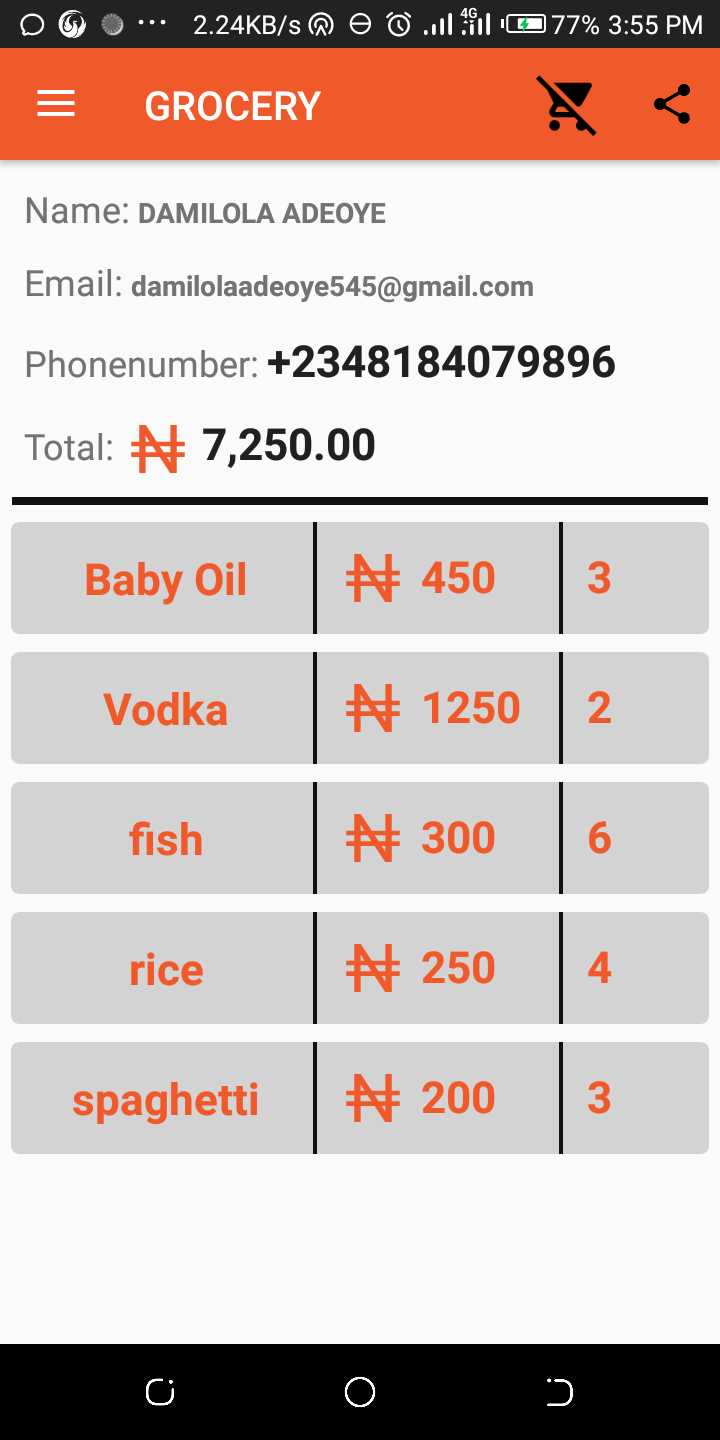 2.24KB/s 4G 77% 3:55 PM
GROCERY
Name: DAMILOLA ADEOYE
Email: damilolaadeoye545@gmail.com
Phonenumber: +2348184079896
Total: ₦ 7,250.00
Baby Oil ₦ 450 3
Vodka ₦ 1250 2
fish ₦ 300 6
rice ₦ 250 4
spaghetti ₦ 200 3